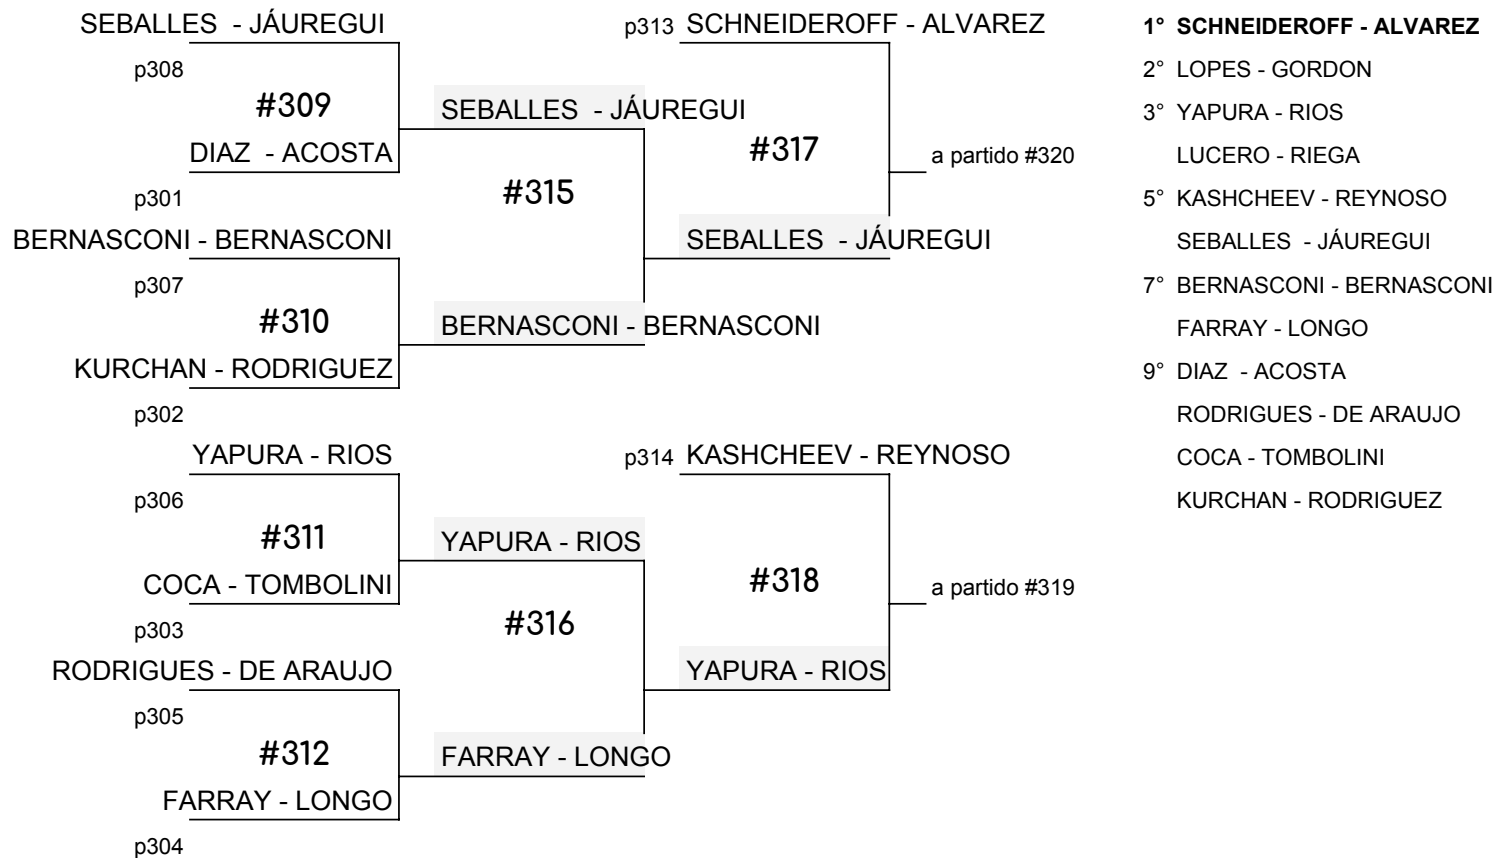 SEBALLES - JÁUREGUI
p308
#309
DIAZ - ACOSTA
p301
BERNASCONI - BERNASCONI
p307
#310
KURCHAN - RODRIGUEZ
p302
YAPURA - RIOS
p306
#311
COCA - TOMBOLINI
p303
RODRIGUES - DE ARAUJO
p305
#312
FARRAY - LONGO
p304
SEBALLES - JÁUREGUI
#315
BERNASCONI - BERNASCONI
YAPURA - RIOS
#316
FARRAY - LONGO
p313 SCHNEIDEROFF - ALVAREZ
#317
a partido #320
SEBALLES - JÁUREGUI
p314 KASHCHEEV - REYNOSO
#318
a partido #319
YAPURA - RIOS
1° SCHNEIDEROFF - ALVAREZ
2° LOPES - GORDON
3° YAPURA - RIOS
LUCERO - RIEGA
5° KASHCHEEV - REYNOSO
SEBALLES - JÁUREGUI
7° BERNASCONI - BERNASCONI
FARRAY - LONGO
9° DIAZ - ACOSTA
RODRIGUES - DE ARAUJO
COCA - TOMBOLINI
KURCHAN - RODRIGUEZ